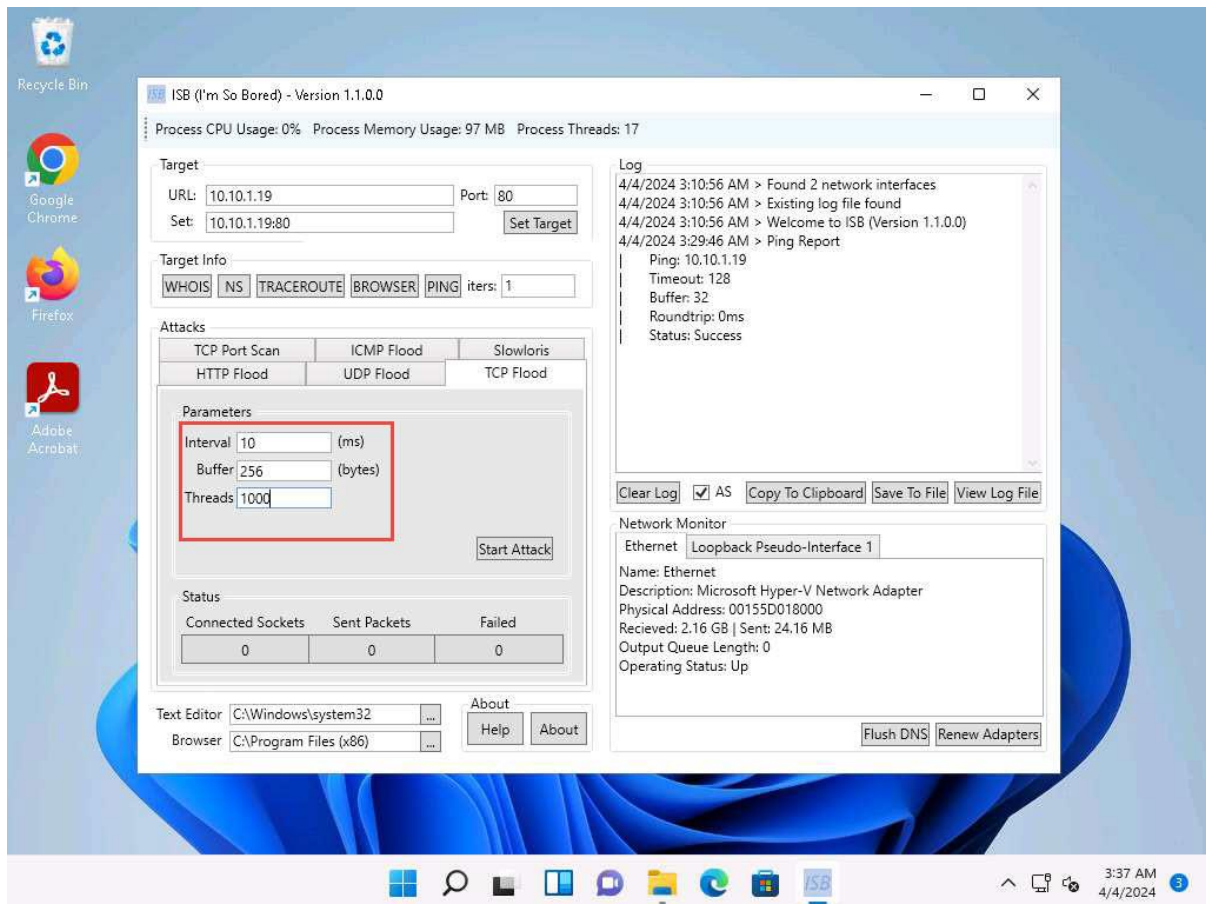 Recycle Bin
Google
Chrome
Firefox
Adobe
Acrobat
ISB ISB (I'm So Bored) - Version 1.1.0.0
Process CPU Usage: 0% Process Memory Usage: 97 MB Process Threads: 17
Target
URL: 10.10.1.19 Port: 80
Set: 10.10.1.19:80 Set Target
Target Info
WHOIS NS TRACEROUTE BROWSER PING iters: 1
Attacks
TCP Port Scan ICMP Flood Slowloris
HTTP Flood UDP Flood TCP Flood
Parameters
Interval 10 (ms)
Buffer 256 (bytes)
Threads 1000
Start Attack
Status
Connected Sockets Sent Packets Failed
0 0 0
Text Editor C:\Windows\system32 ...
Browser C:\Program Files (x86) ...
About
Help About
Log
4/4/2024 3:10:56 AM > Found 2 network interfaces
4/4/2024 3:10:56 AM > Existing log file found
4/4/2024 3:10:56 AM > Welcome to ISB (Version 1.1.0.0)
4/4/2024 3:29:46 AM > Ping Report
| Ping: 10.10.1.19
| Timeout: 128
| Buffer: 32
| Roundtrip: 0ms
| Status: Success
Clear Log AS Copy To Clipboard Save To File View Log File
Network Monitor
Ethernet Loopback Pseudo-Interface 1
Name: Ethernet
Description: Microsoft Hyper-V Network Adapter
Physical Address: 00155D018000
Recieved: 2.16 GB | Sent: 24.16 MB
Output Queue Length: 0
Operating Status: Up
Flush DNS Renew Adapters
ISB
3:37 AM
4/4/2024
3